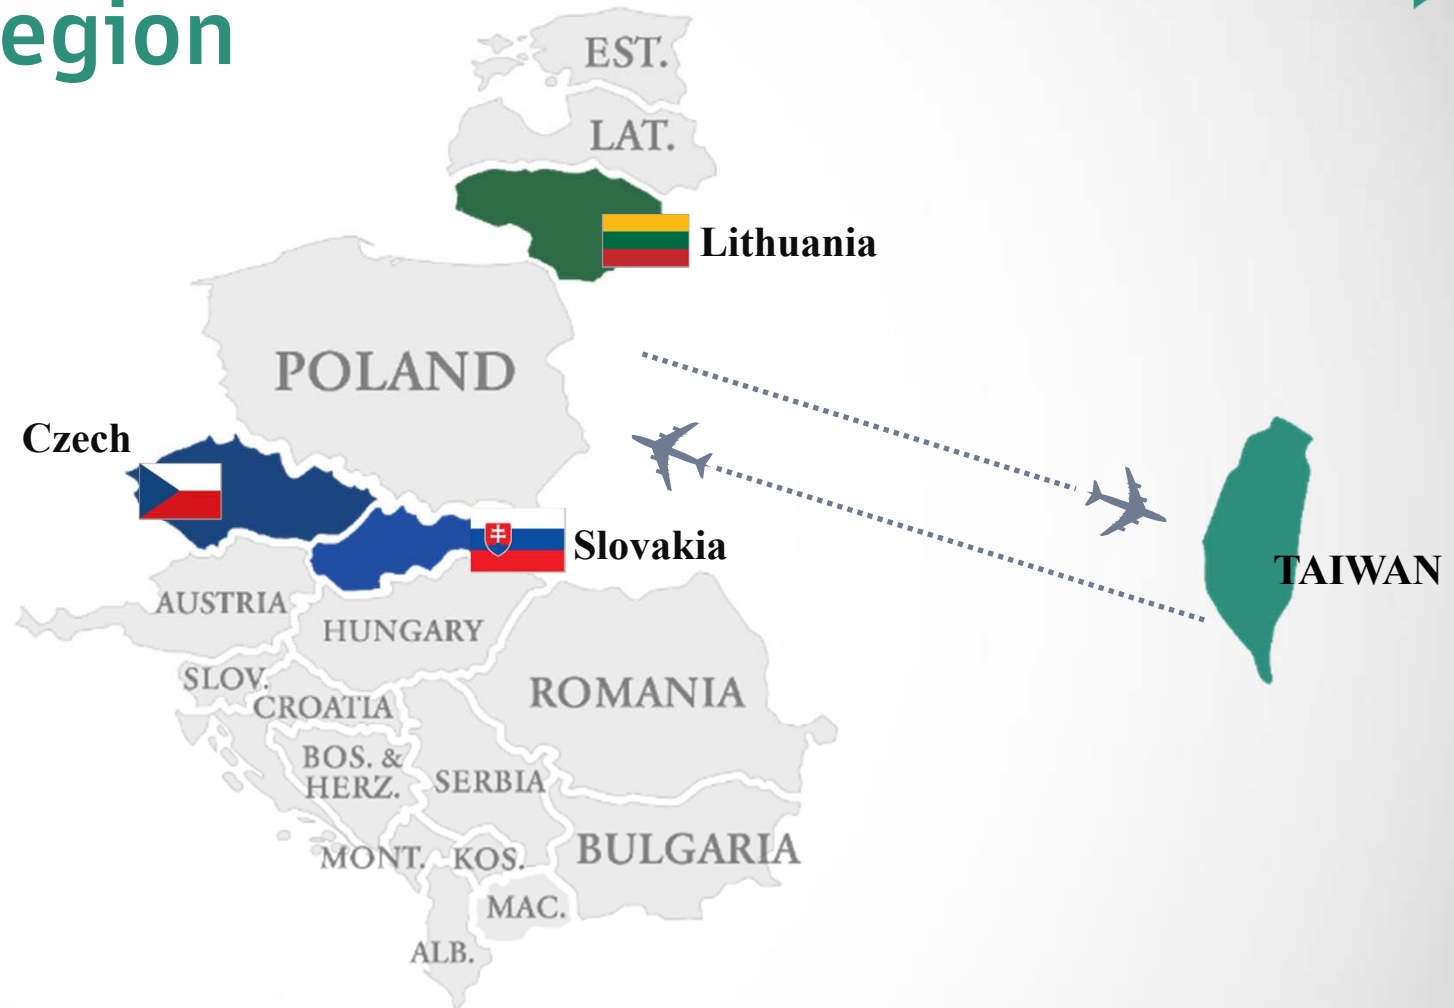 egion
EST.
LAT.
Lithuania
POLAND
Czech
Slovakia
TAIWAN
AUSTRIA
HUNGARY
SLOV.
CROATIA
ROMANIA
BOS. &
HERZ.
SERBIA
MONT.
KOS.
BULGARIA
MAC.
ALB.